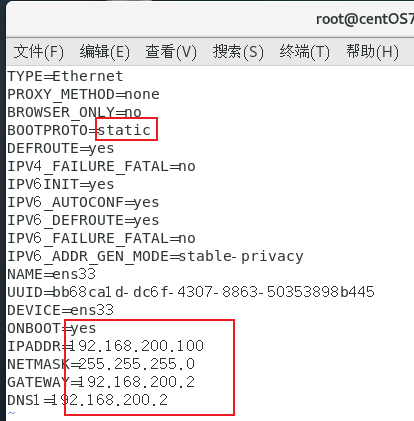 root@centOS7
文件(F) 编辑(E) 查看(V) 搜索(S) 终端(T) 帮助(H)
TYPE=Ethernet
PROXY_METHOD=none
BROWSER_ONLY=no
BOOTPROTO=static
DEFROUTE=yes
IPV4_FAILURE_FATAL=no
IPV6INIT=yes
IPV6_AUTOCONF=yes
IPV6_DEFROUTE=yes
IPV6_FAILURE_FATAL=no
IPV6_ADDR_GEN_MODE=stable-privacy
NAME=ens33
UUID=bb68ca1d-dc6f-4307-8863-50353898b445
DEVICE=ens33
ONBOOT=yes
IPADDR=192.168.200.100
NETMASK=255.255.255.0
GATEWAY=192.168.200.2
DNS1=192.168.200.2
~